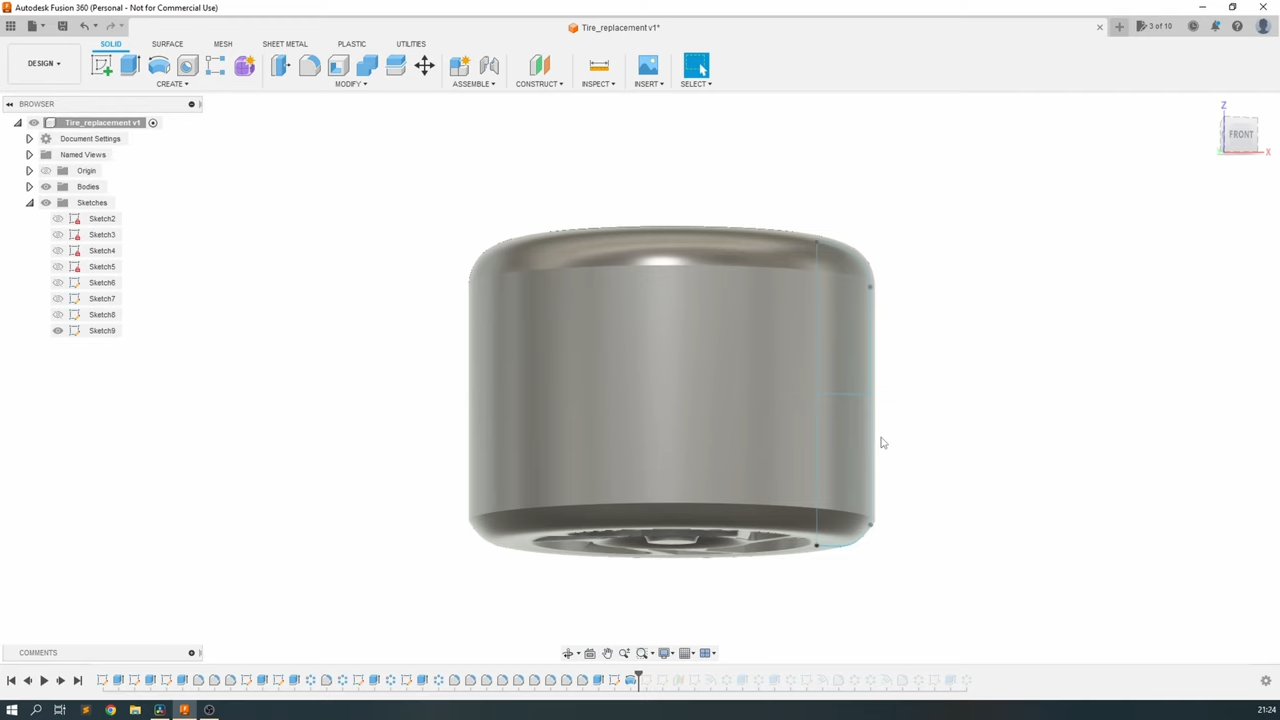 Autodesk Fusion 360 (Personal - Not for Commercial Use)
Tire_replacement v1*
3 of 10
SOLID SURFACE MESH SHEET METAL PLASTIC UTILITIES
DESIGN
CREATE MODIFY ASSEMBLE CONSTRUCT INSPECT INSERT SELECT
BROWSER
Tire_replacement v1
Document Settings
Named Views
Origin
Bodies
Sketches
Sketch2
Sketch3
Sketch4
Sketch5
Sketch6
Sketch7
Sketch8
Sketch9
Z
FRONT
X
COMMENTS
21:24